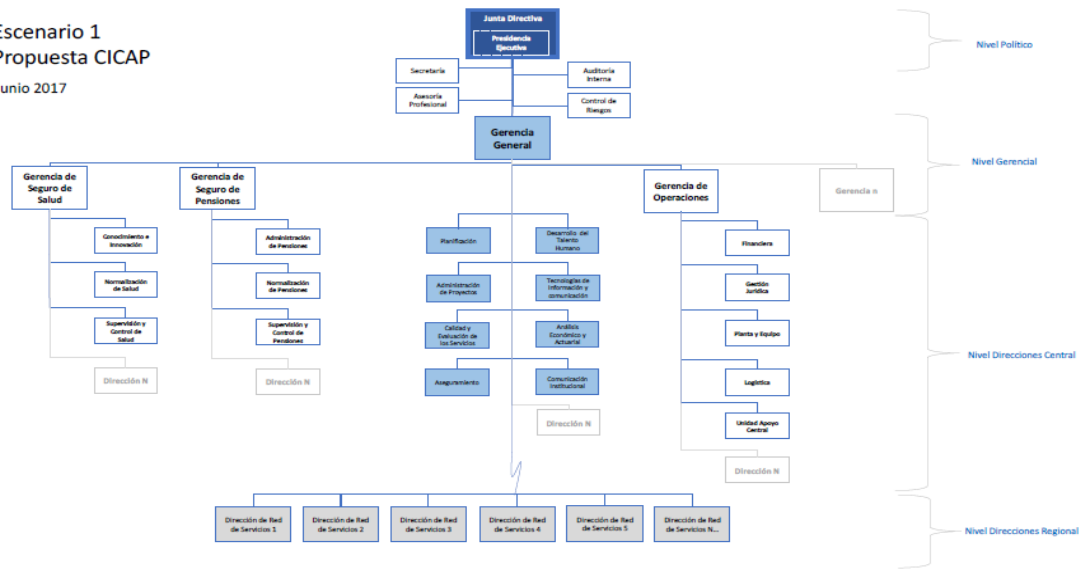 Escenario 1
Propuesta CICAP
Junio 2017
Junta Directiva
Presidencia
Ejecutiva
Nivel Político
Secretaría
Auditoría
Interna
Asesoría
Profesional
Control de
Riesgos
Gerencia
General
Nivel Gerencial
Gerencia de
Seguro de
Salud
Gerencia de
Seguro de
Pensiones
Gerencia de
Operaciones
Gerencia n
Conocimiento e
Innovación
Normalización
de Salud
Supervisión y
Control de
Salud
Dirección N
Administración
de Pensiones
Normalización
de Pensiones
Supervisión y
Control de
Pensiones
Dirección N
Planificación
Desarrollo del
Talento
Humano
Administración
de Proyectos
Tecnologías de
Información y
comunicación
Calidad y
Evaluación de
los Servicios
Análisis
Económico y
Actuarial
Aseguramiento
Comunicación
Institucional
Dirección N
Financiera
Gestión
Jurídica
Planta y Equipo
Logística
Unidad Apoyo
Central
Dirección N
Nivel Direcciones Central
Dirección de Red
de Servicios 1
Dirección de Red
de Servicios 2
Dirección de Red
de Servicios 3
Dirección de Red
de Servicios 4
Dirección de Red
de Servicios 5
Dirección de Red
de Servicios N...
Nivel Direcciones Regional